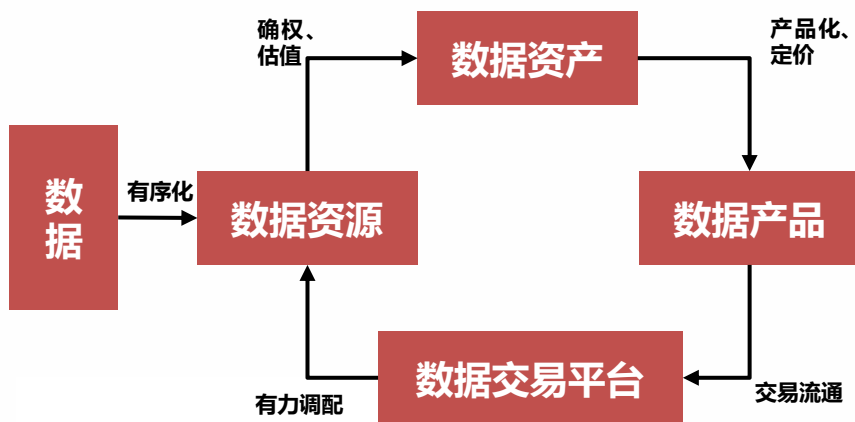 确权、
估值
数据资产
产品化、
定价
数
据
有序化
数据资源
数据产品
数据交易平台
有力调配
交易流通